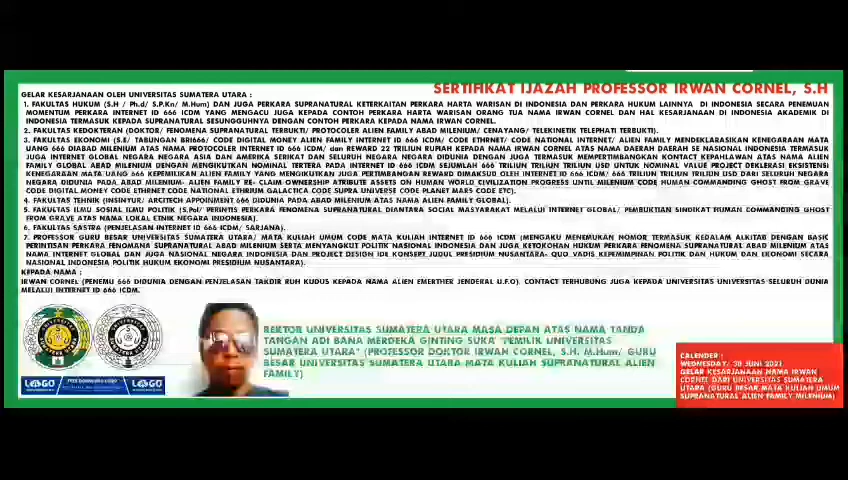 SERTIFIKAT IJAZAH PROFESSOR IRWAN CORNEL, S.H
GELAR KESARJANAAN OLEH UNIVERSITAS SUMATERA UTARA :
1. FAKULTAS HUKUM (S.H / Ph.d/ S.P.Kn/ M.Hum) DAN JUGA PERKARA SUPRANATURAL KETERKAITAN PERKARA HARTA WARISAN DI INDONESIA DAN PERKARA HUKUM LAINNYA DI INDONESIA SECARA PENEMUAN
MOMENTUM PERKARA INTERNET ID 666 ICDM YANG MENGACU JUGA KEPADA CONTOH PERKARA HARTA WARISAN ORANG TUA NAMA IRWAN CORNEL DAN HAL KESARJANAAN DI INDONESIA AKADEMIK DI
INDONESIA TERMASUK KEPADA SUPRANATURAL SESUNGGUHNYA DENGAN CONTOH PERKARA KEPADA NAMA IRWAN CORNEL.
2. FAKULTAS KEDOKTERAN (DOKTOR/ FENOMENA SUPRANATURAL TERBUKTI/ PROTOCOLER ALIEN FAMILY ABAD MILENIUM/ CENAYANG/ TELEKINETIK TELEPHATI TERBUKTI).
3. FAKULTAS EKONOMI (S.E/ TABUNGAN BRI666/ CODE DIGITAL MONEY ALIEN FAMILY INTERNET ID 666 ICDM/ CODE ETHRNET/ CODE NATIONAL INTERNET/ ALIEN FAMILY MENDEKLARASIKAN KENEGARAAN MATA
UANG 666 DIABAD MILENIUM ATAS NAMA PROTOKOLER INTERNET ID 666 ICDM/ dan REWARD 22 TRILIUN RUPIAH KEPADA NAMA IRWAN CORNEL ATAS NAMA DAERAH DAERAH SE NASIONAL INDONESIA TERMASUK
JUGA INTERNET GLOBAL NEGARA NEGARA ASIA DAN AMERIKA SERIKAT DAN SELURUH NEGARA NEGARA DIDUNIA DENGAN JUGA TERMASUK MEMPERTIMBANGKAN KONTACT KEPAHLAWAN ATAS NAMA ALIEN
FAMILY GLOBAL ABAD MILENIUM DENGAN MENGIKUTKAN NOMINAL TERTERA PADA INTERNET ID 666 ICDM SEJUMLAH 666 TRILIUN TRILIUN TRILIUN USD UNTUK NOMINAL VALUE PROJECT DEKLERASI EKSISTENSI
KENEGARAAN MATA UANG 666 KEPEMILIKAN ALIEN FAMILY YANG MENGIKUTKAN JUGA PERTIMBANGAN REWARD DIMAKSUD OLEH INTERNET ID 666 ICDM/ 666 TRILIUN TRILIUN TRILIUN USD DARI SELURUH NEGARA
NEGARA DIDUNIA PADA ABAD MILENIUM- ALIEN FAMILY RE- CLAIM OWNERSHIP ATRIBUTE ASSETS ON HUMAN WORLD CIVILIZATION PROGRESS UNTIL MILENIUM CODE HUMAN COMMANDING GHOST FROM GRAVE
CODE DIGITAL MONEY CODE ETHRNET CODE NATIONAL ETHRIUM GALACTICA CODE SUPRA UNIVERSE CODE PLANET MARS CODE ETC).
4. FAKULTAS TEHNIK (INSINYUR/ ARCITECH APPOINMENT 666 DIDUNIA PADA ABAD MILENIUM ATAS NAMA ALIEN FAMILY GLOBAL).
5. FAKULTAS ILMU SOSIAL ILMU POLITIK (S.Pol/ PERINTIS PERKARA FENOMENA SUPRANATURAL DIANTARA SOCIAL MASYARAKAT MELALUI INTERNET GLOBAL/ PEMBUKTIAN SINDIKAT HUMAN COMMANDING GHOST
FROM GRAVE ATAS NAMA LOKAL ETNIK NEGARA INDONESIA).
6. FAKULTAS SASTRA (PENJELASAN INTERNET ID 666 ICDM/ SARJANA).
7. PROFESSOR GURU BESAR UNIVERSITAS SUMATERA UTARA/ MATA KULIAH UMUM CODE MATA KULIAH INTERNET ID 666 ICDM (MENGAKU MENEMUKAN NOMOR TERMASUK KEDALAM ALKITAB DENGAN BASIK
PERINTISAN PERKARA FENOMANA SUPRANATURAL ABAD MILENIUM SERTA MENYANGKUT POLITIK NASIONAL INDONESIA DAN JUGA KETOKOHAN HUKUM PERKARA FENOMENA SUPRANATURAL ABAD MILENIUM ATAS
NAMA INTERNET GLOBAL DAN JUGA NASIONAL NEGARA INDONESIA DAN PROJECT DESIGN IDE KONSEPT JUDUL PRESIDIUM NUSANTARA- QUO VADIS KEPEMIMPINAN POLITIK DAN HUKUM DAN EKONOMI SECARA
NASIONAL INDONESIA POLITIK HUKUM EKONOMI PRESIDIUM NUSANTARA).
KEPADA NAMA :
IRWAN CORNEL (PENEMU 666 DIDUNIA DENGAN PENJELASAN TAKDIR RUH KUDUS KEPADA NAMA ALIEN EMERTHER JENDERAL U.F.O). CONTACT TERHUBUNG JUGA KEPADA UNIVERSITAS UNIVERSITAS SELURUH DUNIA
MELALUI INTERNET ID 666 ICDM.
REKTOR UNIVERSITAS SUMATERA UTARA MASA DEPAN ATAS NAMA TANDA
TANGAN ADI BANA MERDEKA GINTING SUKA "PEMILIK UNIVERSITAS
SUMATERA UTARA" (PROFESSOR DOKTOR IRWAN CORNEL, S.H. M.Hum/ GURU
BESAR UNIVERSITAS SUMATERA UTARA MATA KULIAH SUPRANATURAL ALIEN
FAMILY)
CALENDER :
WEDNESDAY/ 30 JUNI 2021
GELAR KESARJANAAN NAMA IRWAN
CORNEL DARI UNIVERSITAS SUMATERA
UTARA (GURU BESAR MATA KULIAH UMUM
SUPRANATURAL ALIEN FAMILY MILENIUM)